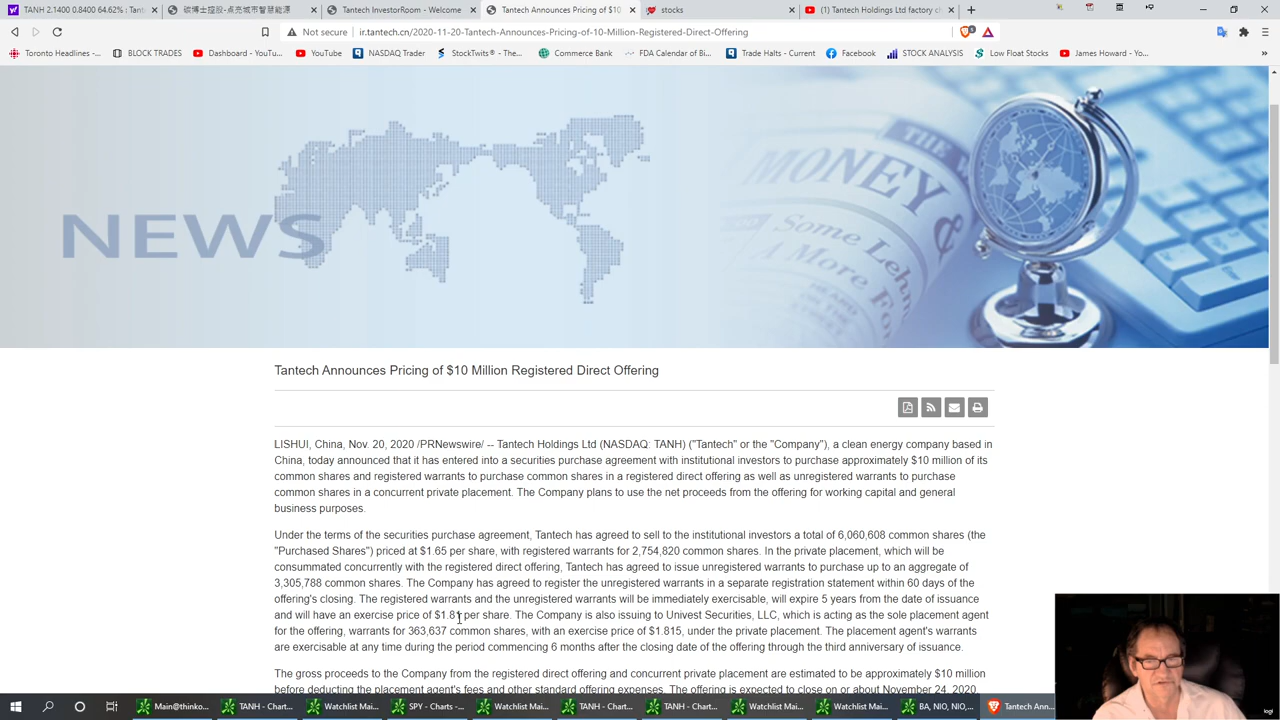 TANH 2.1400 0.8400 64.62% : Tant
碳博士控股-点亮城市智慧能源
Tantech InvestorRoom - Welcome
Tantech Announces Pricing of $10
stocks
(1) Tantech Holdings Ltd factory c
Not secure
ir.tantech.cn/2020-11-20-Tantech-Announces-Pricing-of-10-Million-Registered-Direct-Offering
Toronto Headlines -...
BLOCK TRADES
Dashboard - YouTu...
YouTube
NASDAQ Trader
StockTwits® - The...
Commerce Bank
FDA Calendar of Bi...
Trade Halts - Current
Facebook
STOCK ANALYSIS
Low Float Stocks
James Howard - Yo...
NEWS
THE
MONEY
Some Lehm
A More
Tantech Announces Pricing of $10 Million Registered Direct Offering
LISHUI, China, Nov. 20, 2020 /PRNewswire/ -- Tantech Holdings Ltd (NASDAQ: TANH) ("Tantech" or the "Company"), a clean energy company based in
China, today announced that it has entered into a securities purchase agreement with institutional investors to purchase approximately $10 million of its
common shares and registered warrants to purchase common shares in a registered direct offering as well as unregistered warrants to purchase
common shares in a concurrent private placement. The Company plans to use the net proceeds from the offering for working capital and general
business purposes.
Under the terms of the securities purchase agreement, Tantech has agreed to sell to the institutional investors a total of 6,060,608 common shares (the
"Purchased Shares") priced at $1.65 per share, with registered warrants for 2,754,820 common shares. In the private placement, which will be
consummated concurrently with the registered direct offering, Tantech has agreed to issue unregistered warrants to purchase up to an aggregate of
3,305,788 common shares. The Company has agreed to register the unregistered warrants in a separate registration statement within 60 days of the
offering's closing. The registered warrants and the unregistered warrants will be immediately exercisable, will expire 5 years from the date of issuance
and will have an exercise price of $1.81 per share. The Company is also issuing to Univest Securities, LLC, which is acting as the sole placement agent
for the offering, warrants for 363,637 common shares, with an exercise price of $1.815, under the private placement. The placement agent's warrants
are exercisable at any time during the period commencing 6 months after the closing date of the offering through the third anniversary of issuance.
The gross proceeds to the Company from the registered direct offering and concurrent private placement are estimated to be approximately $10 million
before deducting the placement agent's fees and other standard offering expenses. The offering is expected to close on or about November 24, 2020,
logi
Main@thinko...
TANH - Chart...
Watchlist Mai...
SPY - Charts -...
Watchlist Mai...
TANH - Chart...
TANH - Chart...
Watchlist Mai...
Watchlist Mai...
BA, NIO, NIO,...
Tantech Ann...